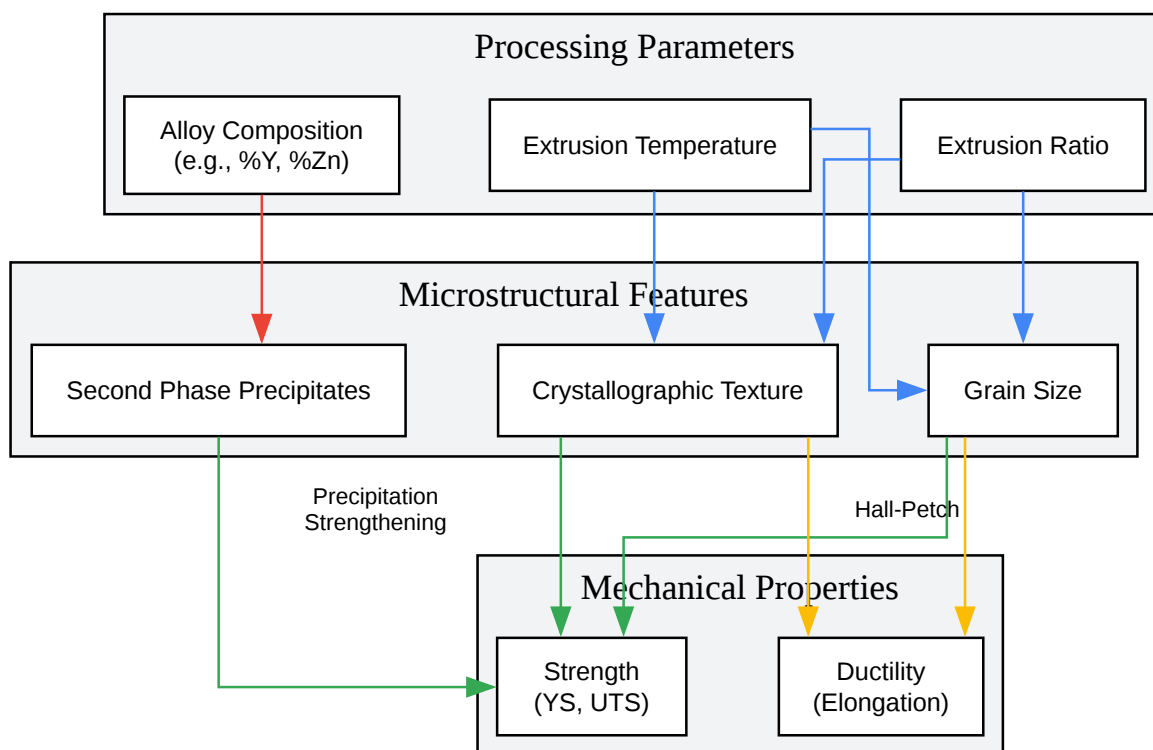 Processing Parameters
Alloy Composition
(e.g., %Y, %Zn)
Extrusion Temperature
Extrusion Ratio
Microstructural Features
Second Phase Precipitates
Crystallographic Texture
Grain Size
Precipitation
Strengthening
Hall-Petch
Mechanical Properties
Strength
(YS, UTS)
Ductility
(Elongation)